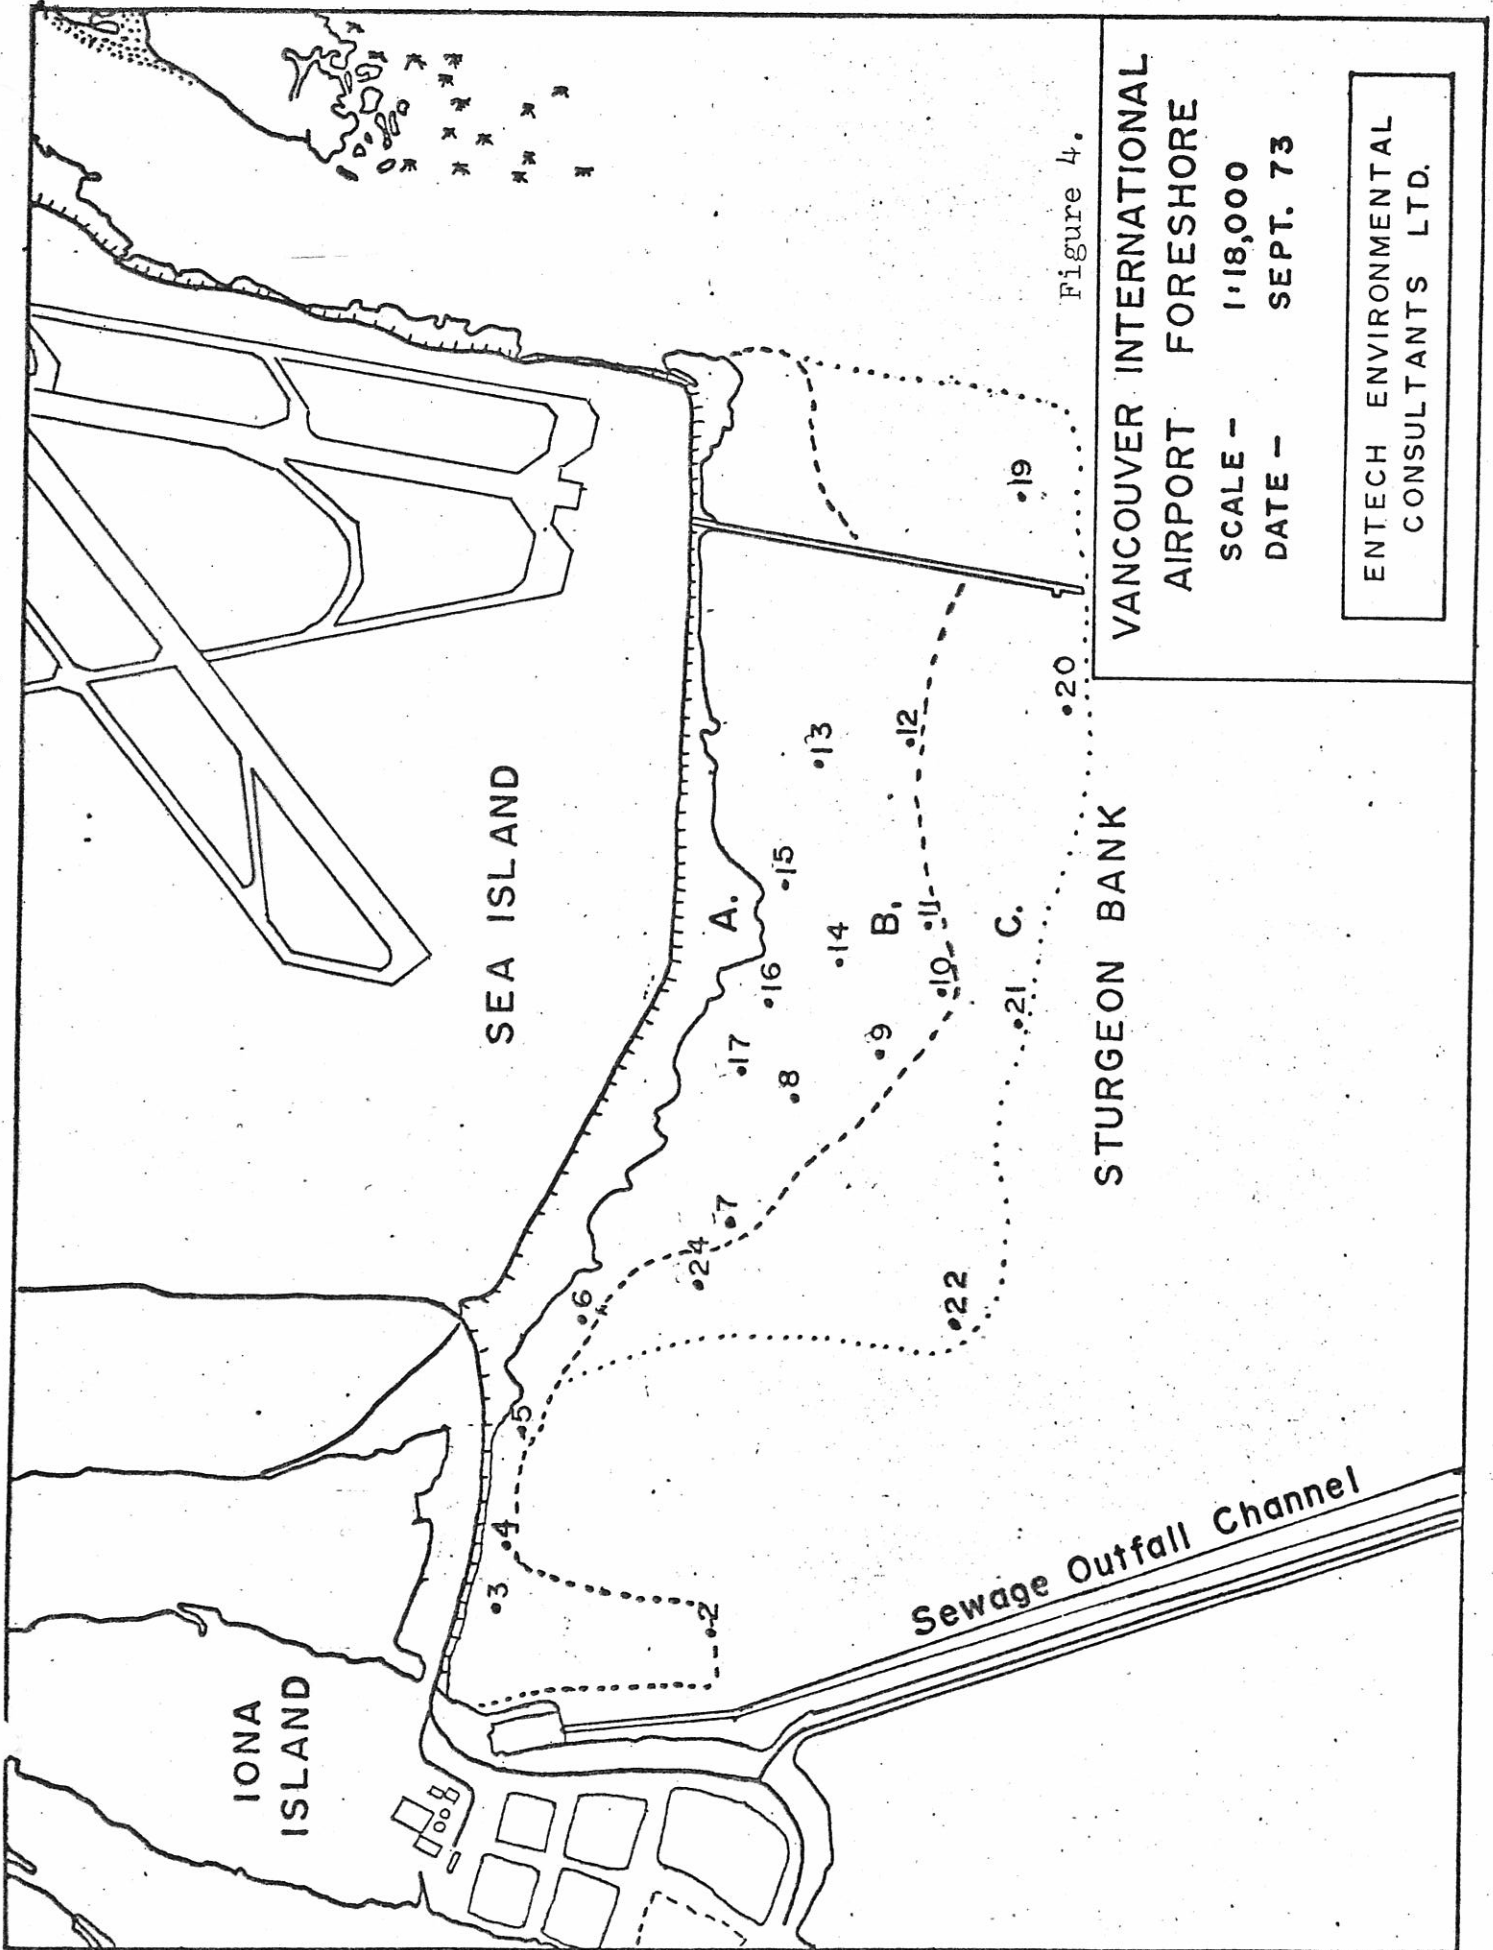 Figure 4.
VANCOUVER INTERNATIONAL
AIRPORT FORESHORE
SCALE - 1:18,000
DATE - SEPT. 73
ENTECH ENVIRONMENTAL
CONSULTANTS LTD.
SEA ISLAND
IONA
ISLAND
STURGEON BANK
Sewage Outfall Channel
A.
B.
C.
2
3
4
5
6
24
7
8
17
9
16
10
14
11
15
12
13
19
20
21
22